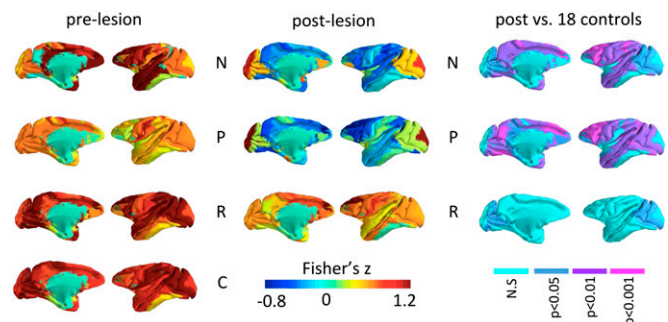 pre-lesion post-lesion post vs. 18 controls
N N
P P
R R
C
Fisher's z
-0.8 0 1.2
N.S p<0.05 p<0.01 p<0.001